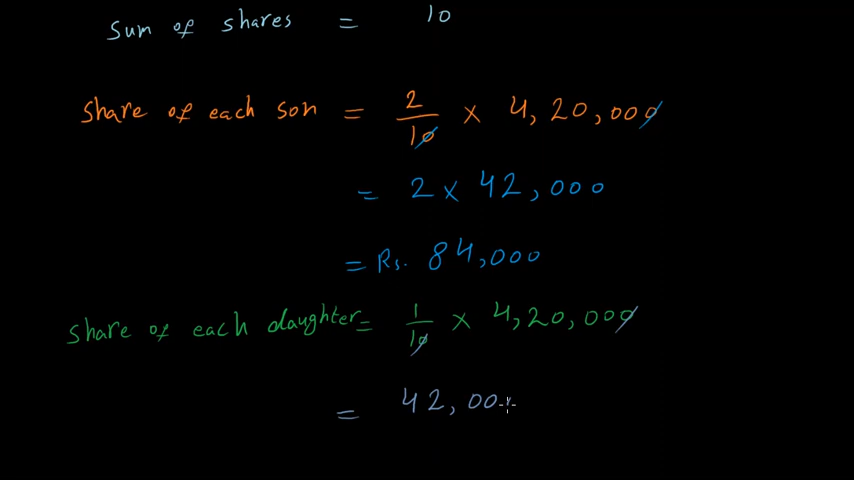 Sum of shares = 10
Share of each son = 2/10 × 4,20,000
= 2 × 42,000
= Rs. 84,000
Share of each daughter = 1/10 × 4,20,000
= 42,00